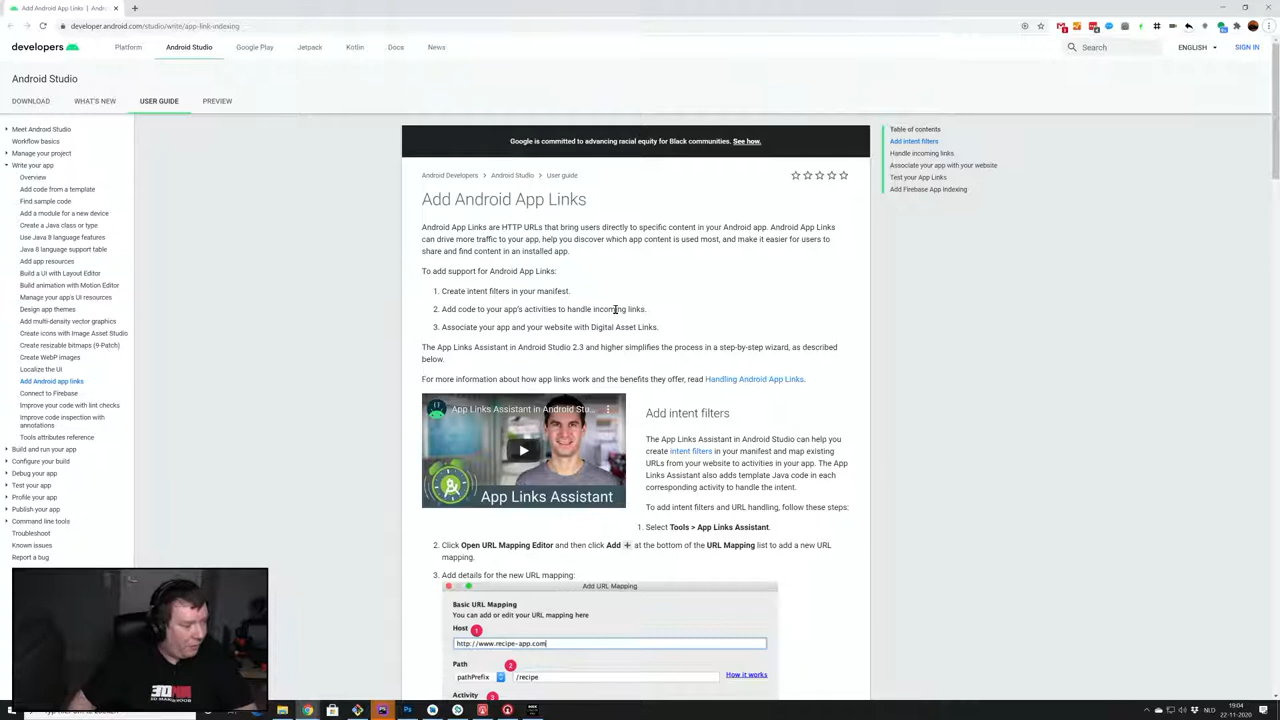 Add Android App Links | Andr
developer.android.com/studio/write/app-link-indexing
developers
Platform
Android Studio
Google Play
Jetpack
Kotlin
Docs
News
Search
ENGLISH
SIGN IN
Android Studio
DOWNLOAD
WHAT'S NEW
USER GUIDE
PREVIEW
Meet Android Studio
Workflow basics
Manage your project
Write your app
Overview
Add code from a template
Find sample code
Add a module for a new device
Create a Java class or type
Use Java 8 language features
Java 8 language support table
Add app resources
Build a UI with Layout Editor
Build animation with Motion Editor
Manage your app's UI resources
Design app themes
Add multi-density vector graphics
Create icons with Image Asset Studio
Create resizable bitmaps (9-Patch)
Create WebP images
Localize the UI
Add Android app links
Connect to Firebase
Improve your code with lint checks
Improve code inspection with
annotations
Tools attributes reference
Build and run your app
Configure your build
Debug your app
Test your app
Profile your app
Publish your app
Command line tools
Troubleshoot
Known issues
Report a bug
Google is committed to advancing racial equity for Black communities. See how.
Android Developers > Android Studio > User guide
Add Android App Links
Android App Links are HTTP URLs that bring users directly to specific content in your Android app. Android App Links
can drive more traffic to your app, help you discover which app content is used most, and make it easier for users to
share and find content in an installed app.
To add support for Android App Links:
1. Create intent filters in your manifest.
2. Add code to your app's activities to handle incoming links.
3. Associate your app and your website with Digital Asset Links.
The App Links Assistant in Android Studio 2.3 and higher simplifies the process in a step-by-step wizard, as described
below.
For more information about how app links work and the benefits they offer, read Handling Android App Links.
App Links Assistant in Android Stu...
App Links Assistant
Add intent filters
The App Links Assistant in Android Studio can help you
create intent filters in your manifest and map existing
URLs from your website to activities in your app. The App
Links Assistant also adds template Java code in each
corresponding activity to handle the intent.
To add intent filters and URL handling, follow these steps:
1. Select Tools > App Links Assistant.
2. Click Open URL Mapping Editor and then click Add + at the bottom of the URL Mapping list to add a new URL
mapping.
3. Add details for the new URL mapping:
Add URL Mapping
Basic URL Mapping
You can add or edit your URL mapping here
Host 1
http://www.recipe-app.com
Path 2
pathPrefix
/recipe
How it works
Activity 3
Table of contents
Add intent filters
Handle incoming links
Associate your app with your website
Test your App Links
Add Firebase App Indexing
3D
NLD
19:04
22-11-2020